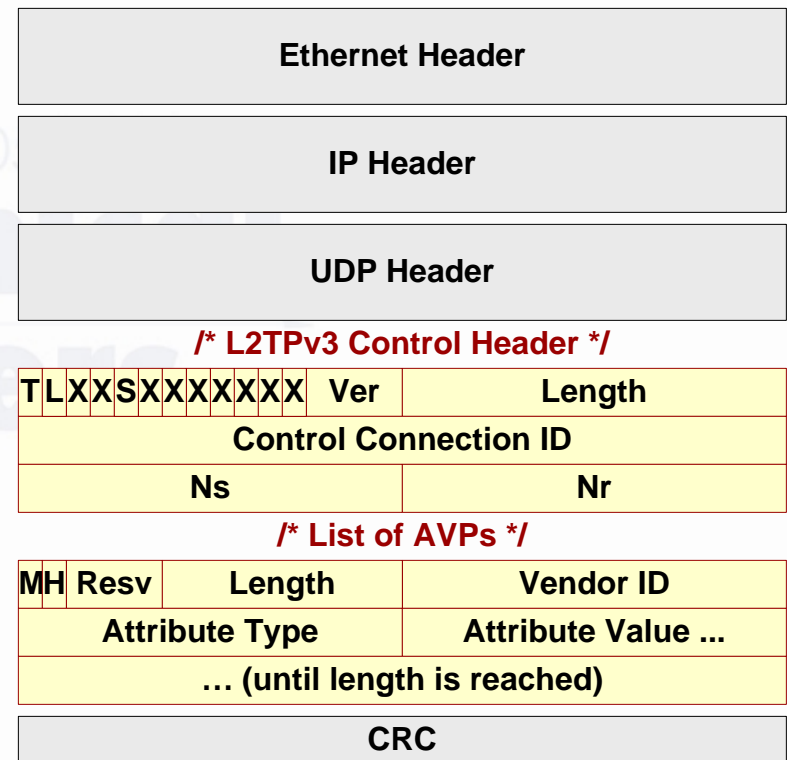 Ethernet Header
IP Header
UDP Header
/* L2TPv3 Control Header */
T L X X S X X X X X X X Ver Length
Control Connection ID
Ns Nr
/* List of AVPs */
M H Resv Length Vendor ID
Attribute Type Attribute Value ...
… (until length is reached)
CRC